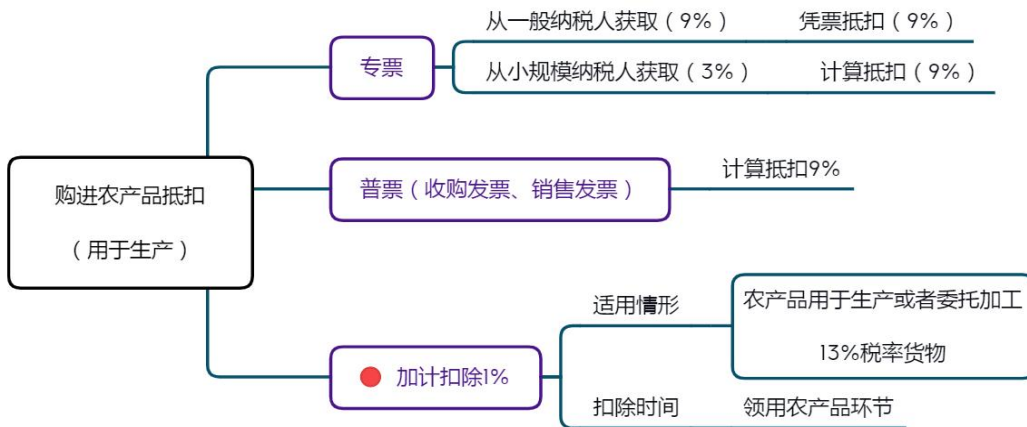 从一般纳税人获取（9%）
凭票抵扣（9%）
专票
从小规模纳税人获取（3%）
计算抵扣（9%）
购进农产品抵扣
（用于生产）
普票（收购发票、销售发票）
计算抵扣9%
加计扣除1%
适用情形
农产品用于生产或者委托加工
13%税率货物
扣除时间
领用农产品环节